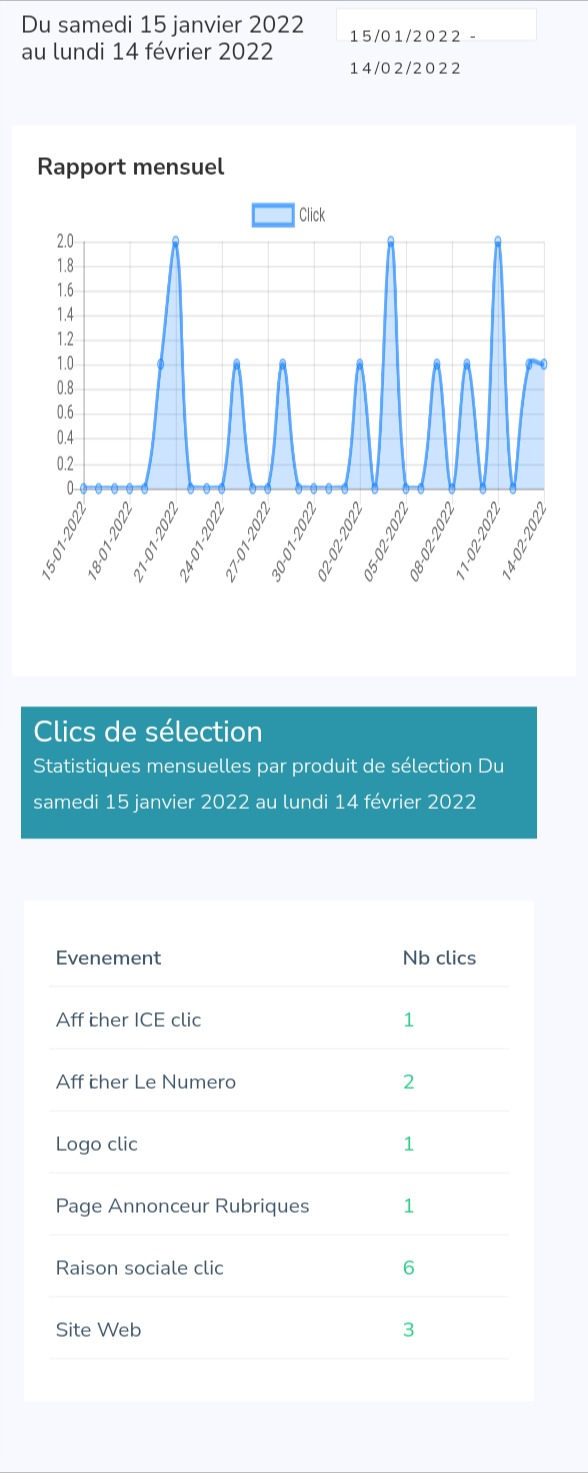 Du samedi 15 janvier 2022
au lundi 14 février 2022
15/01/2022 -
14/02/2022
Rapport mensuel
Click
2.0
1.8
1.6
1.4
1.2
1.0
0.8
0.6
0.4
0.2
0
15-01-2022
18-01-2022
21-01-2022
24-01-2022
27-01-2022
30-01-2022
02-02-2022
05-02-2022
08-02-2022
11-02-2022
14-02-2022
Clics de sélection
Statistiques mensuelles par produit de sélection Du
samedi 15 janvier 2022 au lundi 14 février 2022
Evenement Nb clics
Afficher ICE clic 1
Afficher Le Numero 2
Logo clic 1
Page Annonceur Rubriques 1
Raison sociale clic 6
Site Web 3